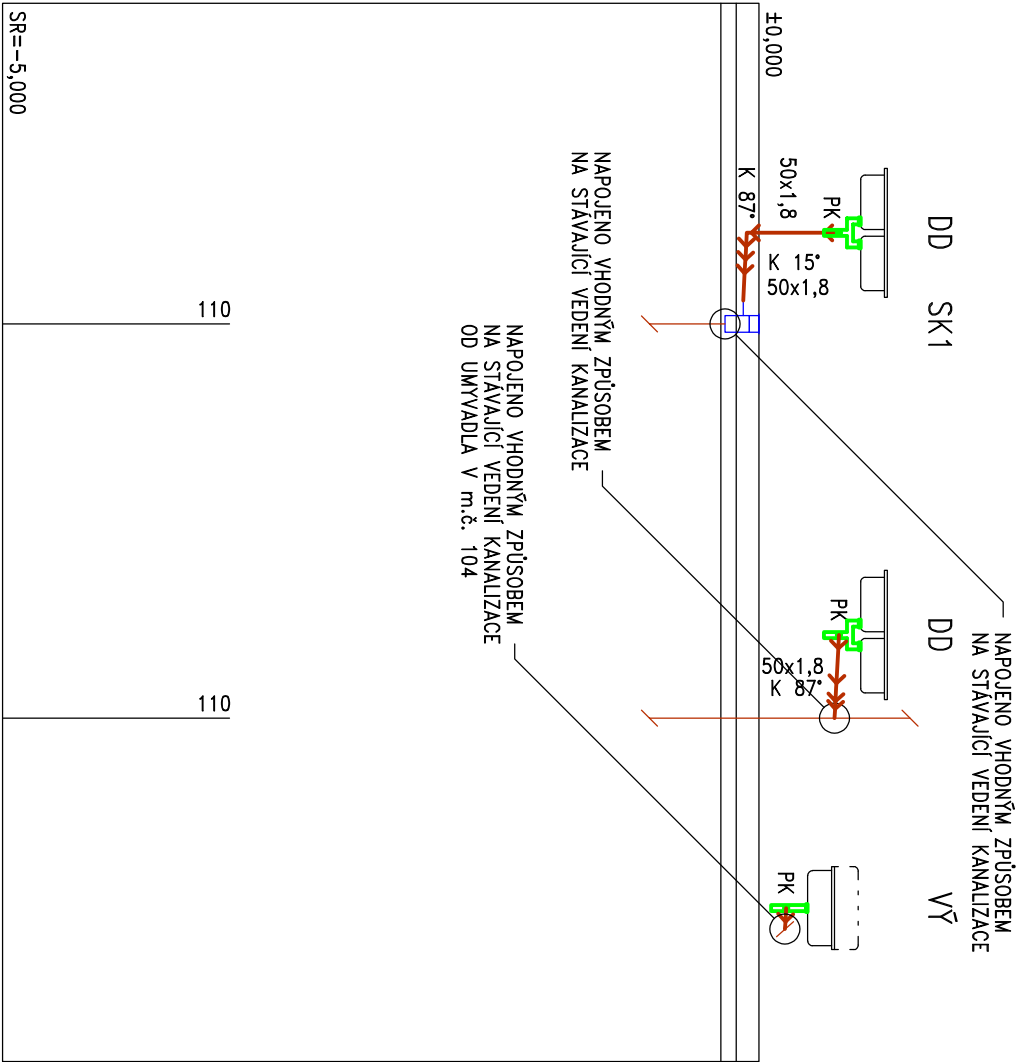 NAPOJENO VHODNÝM ZPŮSOBEM
NA STÁVAJÍCÍ VEDENÍ KANALIZACE
DD
SK1
DD
VÝ
PK
50x1,8
K 87°
K 15°
50x1,8
PK
50x1,8
K 87°
PK
±0,000
NAPOJENO VHODNÝM ZPŮSOBEM
NA STÁVAJÍCÍ VEDENÍ KANALIZACE
NAPOJENO VHODNÝM ZPŮSOBEM
NA STÁVAJÍCÍ VEDENÍ KANALIZACE
OD UMYVADLA V m.č. 104
110
110
SR=-5,000